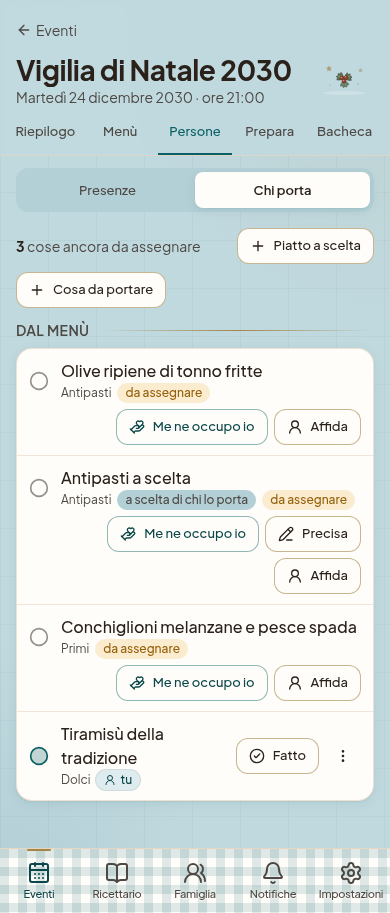 Eventi
Vigilia di Natale 2030
Martedì 24 dicembre 2030 · ore 21:00
Riepilogo Menù Persone Prepara Bacheca
Presenze Chi porta
3 cose ancora da assegnare Piatto a scelta
Cosa da portare
DAL MENÙ
Olive ripiene di tonno fritte
Antipasti da assegnare
Me ne occupo io Affida
Antipasti a scelta
Antipasti a scelta di chi lo porta da assegnare
Me ne occupo io Precisa
Affida
Conchiglioni melanzane e pesce spada
Primi da assegnare
Me ne occupo io Affida
Tiramisù della
tradizione
Fatto
Dolci tu
Eventi Ricettario Famiglia Notifiche Impostazioni